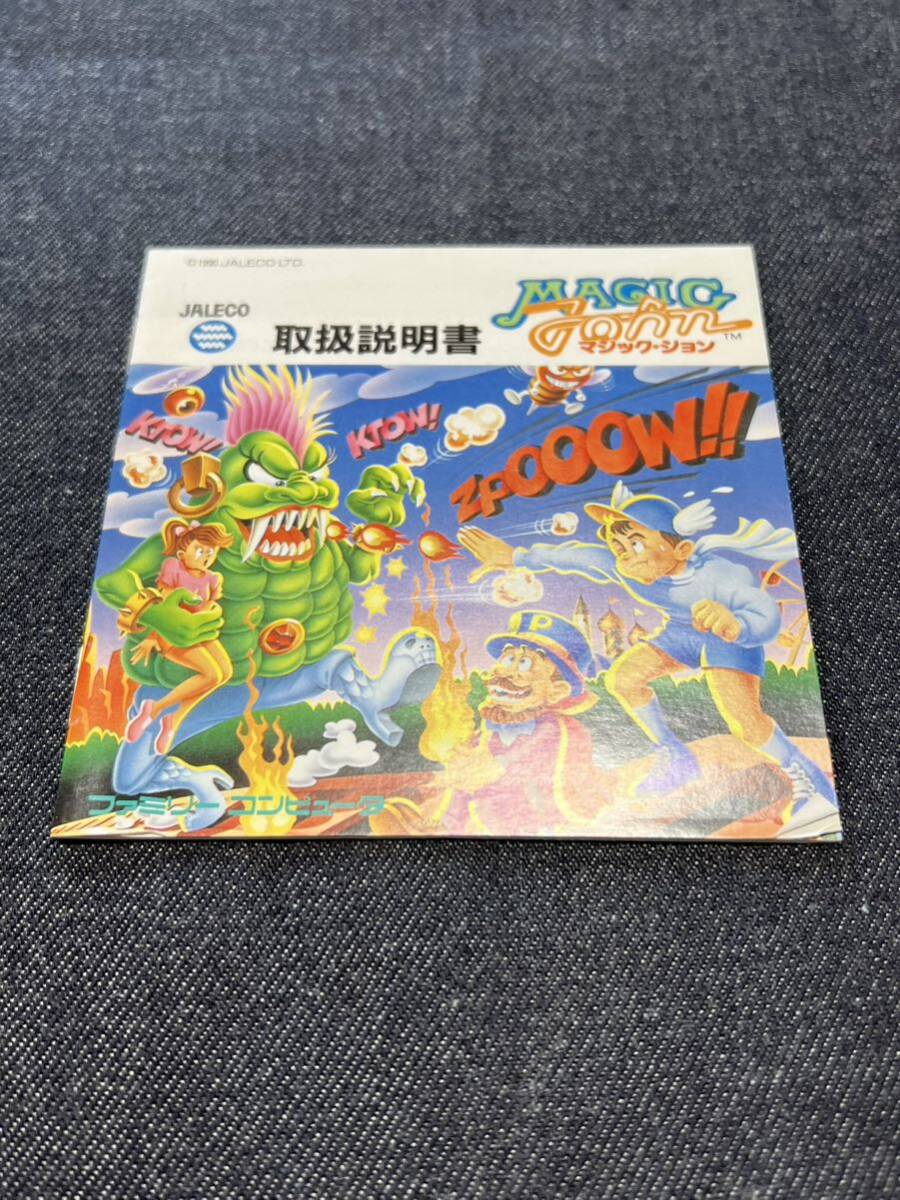 ©1990 JALECO LTD.
JALECO
取扱説明書
MAGIC
John
TM
マジック・ジョン
KTOW!
KTOW!
ZPOOOW!!
P
ファミリー コンピュータ